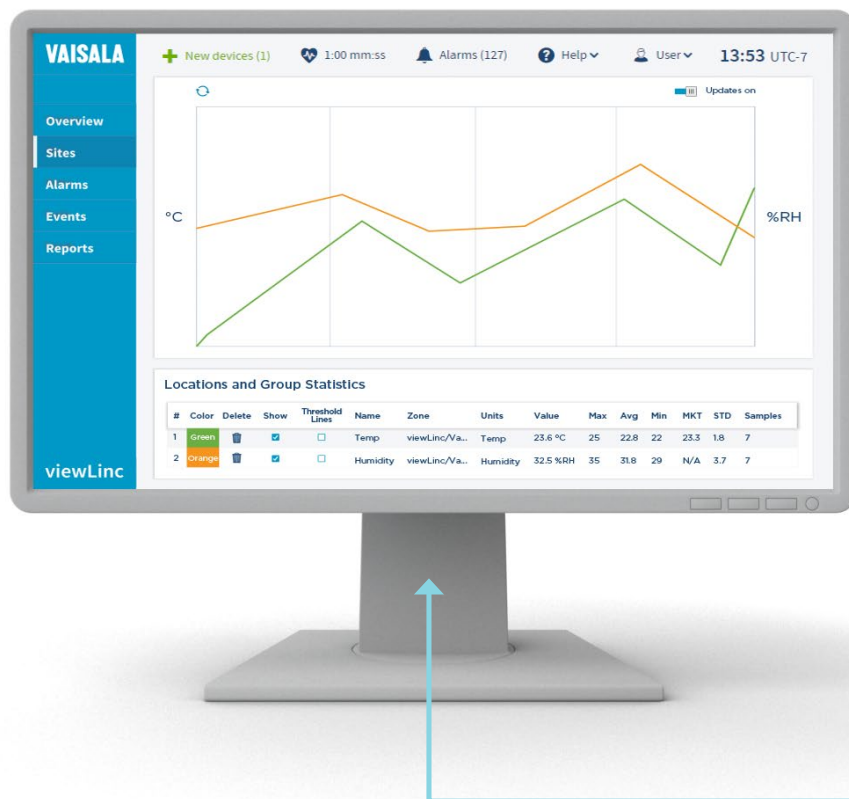 VAISALA
New devices (1) 1:00 mm:ss Alarms (127) Help User 13:53 UTC-7
Updates on
Overview
Sites
Alarms
Events
Reports
°C
%RH
Locations and Group Statistics
# Color Delete Show Threshold Lines Name Zone Units Value Max Avg Min MKT STD Samples
1 Green Temp viewLinc/Va... Temp 23.6 °C 25 22.8 22 23.3 1.8 7
2 Orange Humidity viewLinc/Va... Humidity 32.5 %RH 35 31.8 29 N/A 3.7 7
viewLinc